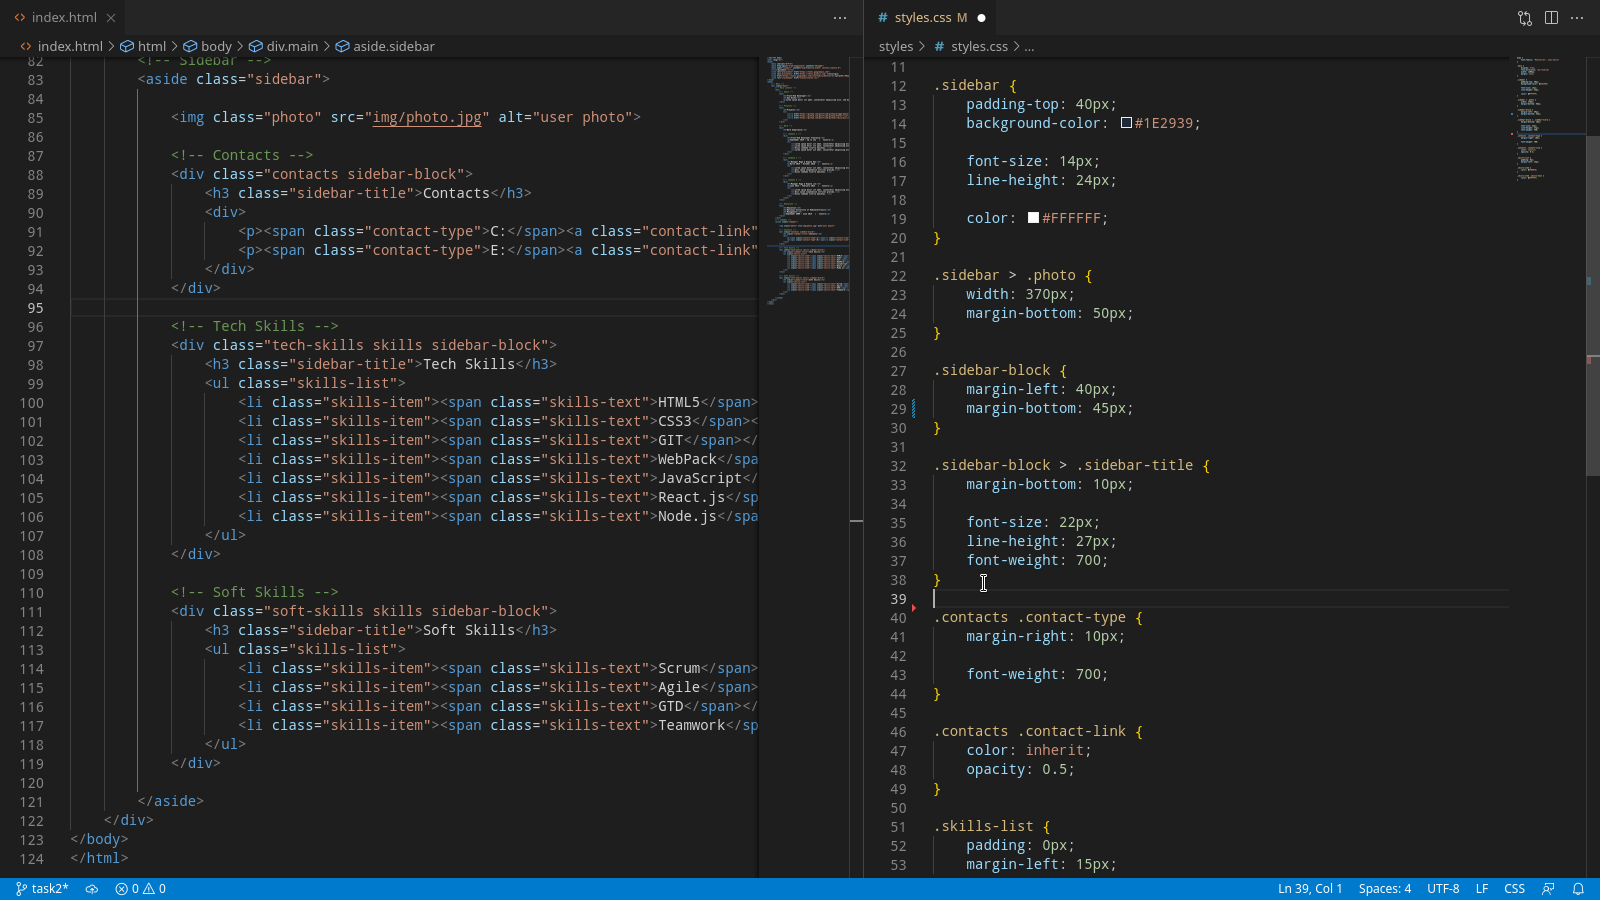 index.html
styles.css M
index.html > html > body > div.main > aside.sidebar
styles > styles.css > ...
82 <!-- Sidebar -->
83 <aside class="sidebar">
84
85 <img class="photo" src="img/photo.jpg" alt="user photo">
86
87 <!-- Contacts -->
88 <div class="contacts sidebar-block">
89 <h3 class="sidebar-title">Contacts</h3>
90 <div>
91 <p><span class="contact-type">C:</span><a class="contact-link"
92 <p><span class="contact-type">E:</span><a class="contact-link"
93 </div>
94 </div>
95
96 <!-- Tech Skills -->
97 <div class="tech-skills skills sidebar-block">
98 <h3 class="sidebar-title">Tech Skills</h3>
99 <ul class="skills-list">
100 <li class="skills-item"><span class="skills-text">HTML5</span>
101 <li class="skills-item"><span class="skills-text">CSS3</span><
102 <li class="skills-item"><span class="skills-text">GIT</span></
103 <li class="skills-item"><span class="skills-text">WebPack</spa
104 <li class="skills-item"><span class="skills-text">JavaScript</
105 <li class="skills-item"><span class="skills-text">React.js</sp
106 <li class="skills-item"><span class="skills-text">Node.js</spa
107 </ul>
108 </div>
109
110 <!-- Soft Skills -->
111 <div class="soft-skills skills sidebar-block">
112 <h3 class="sidebar-title">Soft Skills</h3>
113 <ul class="skills-list">
114 <li class="skills-item"><span class="skills-text">Scrum</span>
115 <li class="skills-item"><span class="skills-text">Agile</span>
116 <li class="skills-item"><span class="skills-text">GTD</span></
117 <li class="skills-item"><span class="skills-text">Teamwork</sp
118 </ul>
119 </div>
120
121 </aside>
122 </div>
123 </body>
124 </html>
11
12 .sidebar {
13 padding-top: 40px;
14 background-color: #1E2939;
15
16 font-size: 14px;
17 line-height: 24px;
18
19 color: #FFFFFF;
20 }
21
22 .sidebar > .photo {
23 width: 370px;
24 margin-bottom: 50px;
25 }
26
27 .sidebar-block {
28 margin-left: 40px;
29 margin-bottom: 45px;
30 }
31
32 .sidebar-block > .sidebar-title {
33 margin-bottom: 10px;
34
35 font-size: 22px;
36 line-height: 27px;
37 font-weight: 700;
38 }
39
40 .contacts .contact-type {
41 margin-right: 10px;
42
43 font-weight: 700;
44 }
45
46 .contacts .contact-link {
47 color: inherit;
48 opacity: 0.5;
49 }
50
51 .skills-list {
52 padding: 0px;
53 margin-left: 15px;
task2* 0 0 Ln 39, Col 1 Spaces: 4 UTF-8 LF CSS